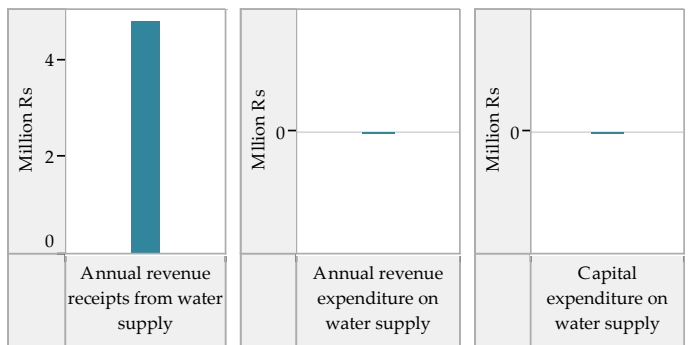 Million Rs
4
2
0
Annual revenue
receipts from water
supply
Mllion Rs
0
Annual revenue
expenditure on
water supply
Million Rs
0
Capital
expenditure on
water supply